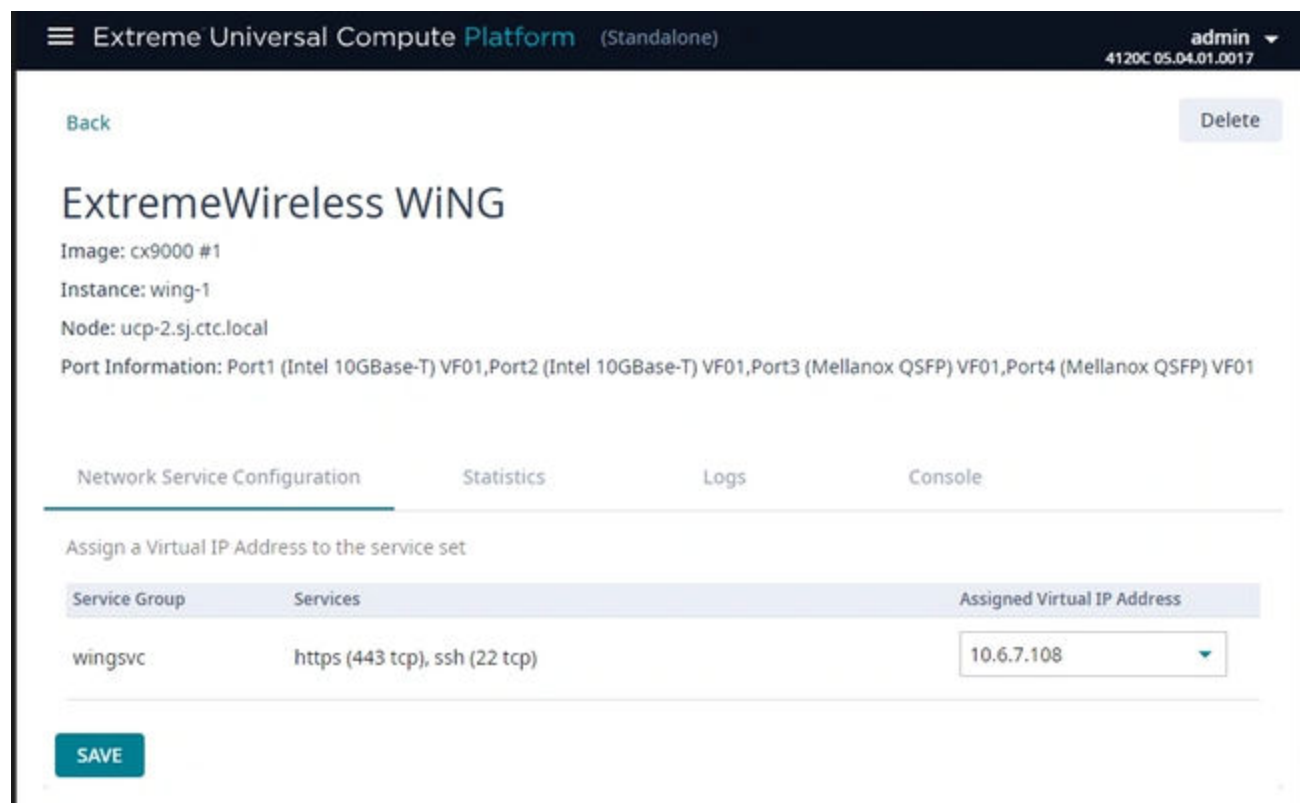 Extreme Universal Compute Platform (Standalone)
admin
4120C 05.04.01.0017
Back
Delete
ExtremeWireless WiNG
Image: cx9000 #1
Instance: wing-1
Node: ucp-2.sj.ctc.local
Port Information: Port1 (Intel 10GBase-T) VF01,Port2 (Intel 10GBase-T) VF01,Port3 (Mellanox QSFP) VF01,Port4 (Mellanox QSFP) VF01
Network Service Configuration Statistics Logs Console
Assign a Virtual IP Address to the service set
Service Group Services Assigned Virtual IP Address
wingsvc https (443 tcp), ssh (22 tcp) 10.6.7.108
SAVE